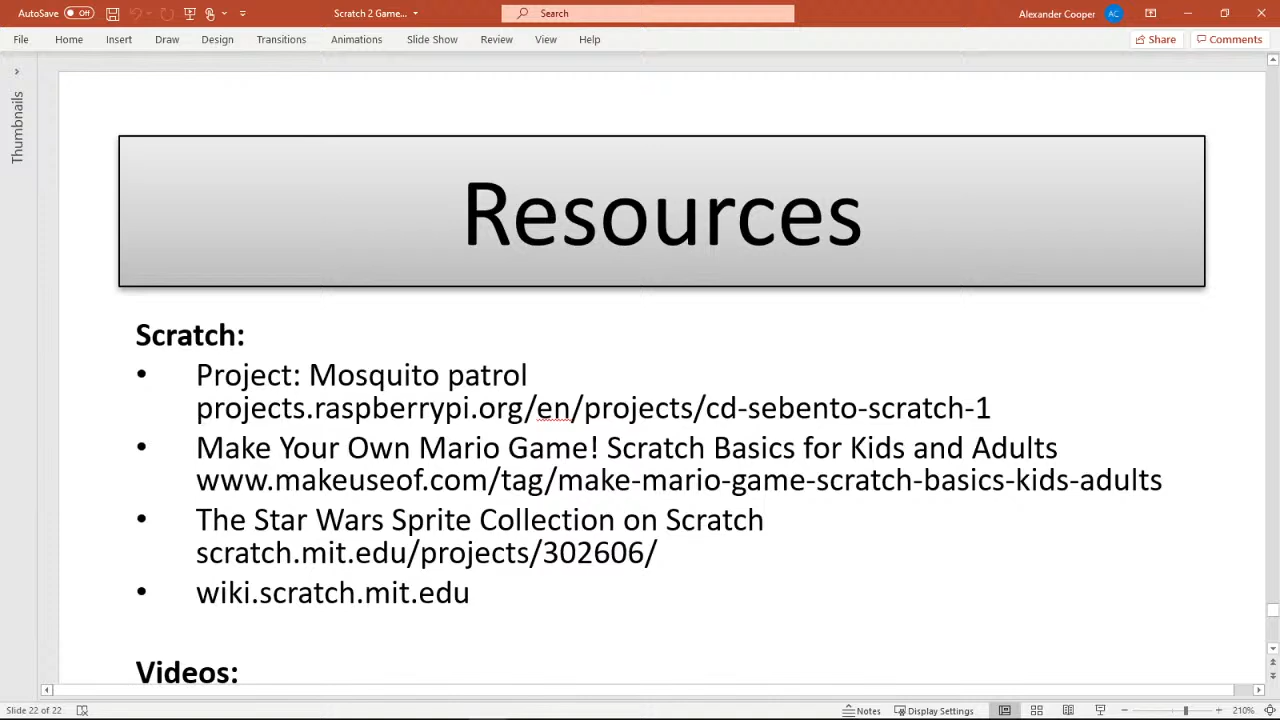 AutoSave Off Scratch 2 Game... Search Alexander Cooper AC
File Home Insert Draw Design Transitions Animations Slide Show Review View Help Share Comments
Thumbnails
Resources
Scratch:
• Project: Mosquito patrol
projects.raspberrypi.org/en/projects/cd-sebento-scratch-1
• Make Your Own Mario Game! Scratch Basics for Kids and Adults
www.makeuseof.com/tag/make-mario-game-scratch-basics-kids-adults
• The Star Wars Sprite Collection on Scratch
scratch.mit.edu/projects/302606/
• wiki.scratch.mit.edu
Videos:
Slide 22 of 22 Notes Display Settings 210%